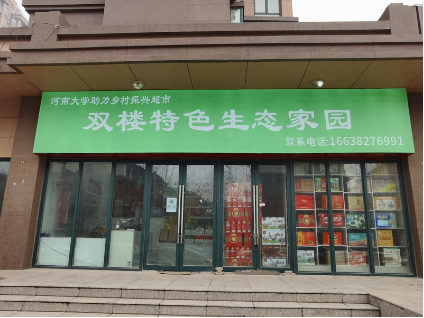 河南大学助力乡村振兴超市
双楼特色生态家园
联系电话:16638276991